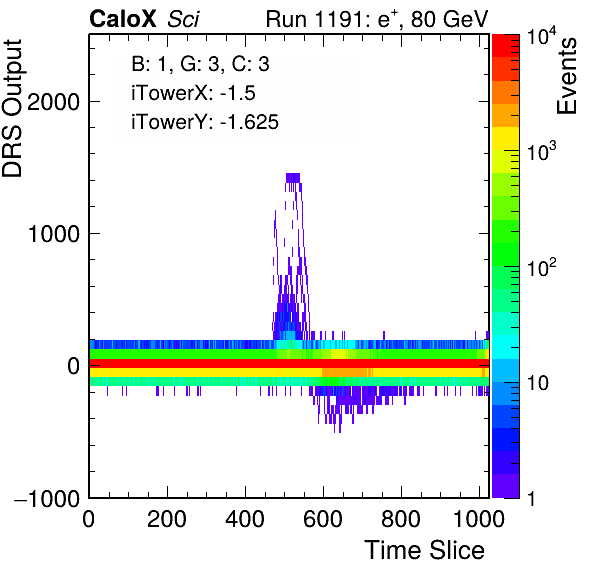 CaloX Sci
Run 1191: e+, 80 GeV
B: 1, G: 3, C: 3
iTowerX: -1.5
iTowerY: -1.625
DRS Output
2000
1000
0
−1000
0 200 400 600 800 1000
Time Slice
Events
10^4
10^3
10^2
10
1